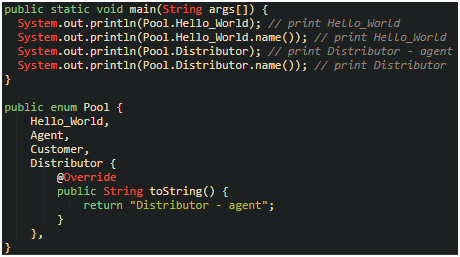 public static void main(String args[]) {
  System.out.println(Pool.Hello_World); // print Hello_World
  System.out.println(Pool.Hello_World.name()); // print Hello_World
  System.out.println(Pool.Distributor); // print Distributor - agent
  System.out.println(Pool.Distributor.name()); // print Distributor
}
public enum Pool {
    Hello_World,
    Agent,
    Customer,
    Distributor {
        @Override
        public String toString() {
            return "Distributor - agent";
        }
    },
}